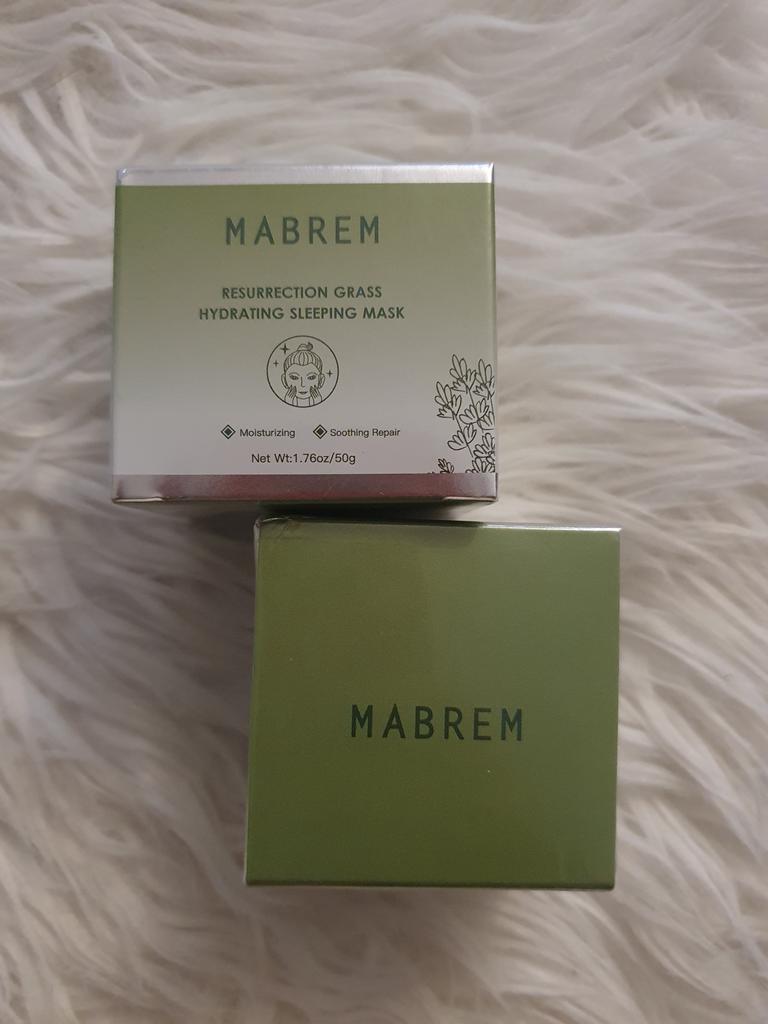 MABREM
RESURRECTION GRASS
HYDRATING SLEEPING MASK
Moisturizing Soothing Repair
Net Wt:1.76oz/50g
MABREM